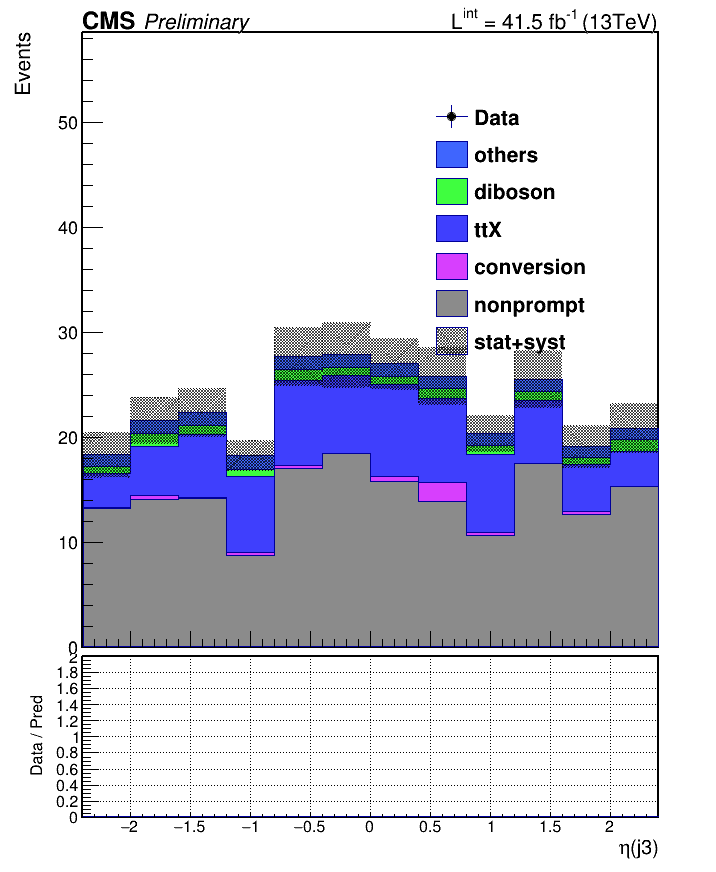 CMS Preliminary L^int = 41.5 fb^-1 (13TeV)
Events
50
40
30
20
10
0
Data
others
diboson
ttX
conversion
nonprompt
stat+syst
Data / Pred
2
1.8
1.6
1.4
1.2
1
0.8
0.6
0.4
0.2
0
−2 −1.5 −1 −0.5 0 0.5 1 1.5 2
η(j3)